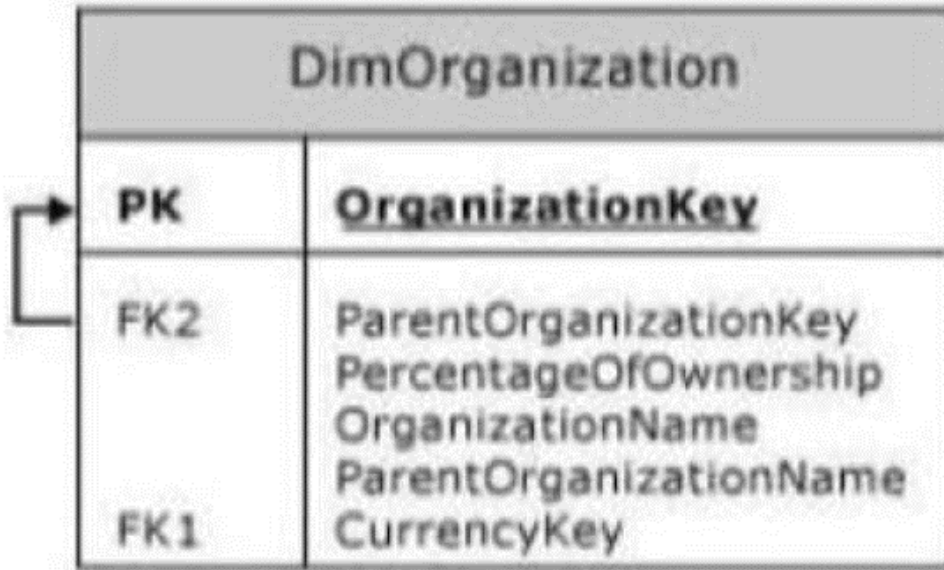 DimOrganization
PK OrganizationKey
FK2 ParentOrganizationKey
PercentageOfOwnership
OrganizationName
ParentOrganizationName
FK1 CurrencyKey